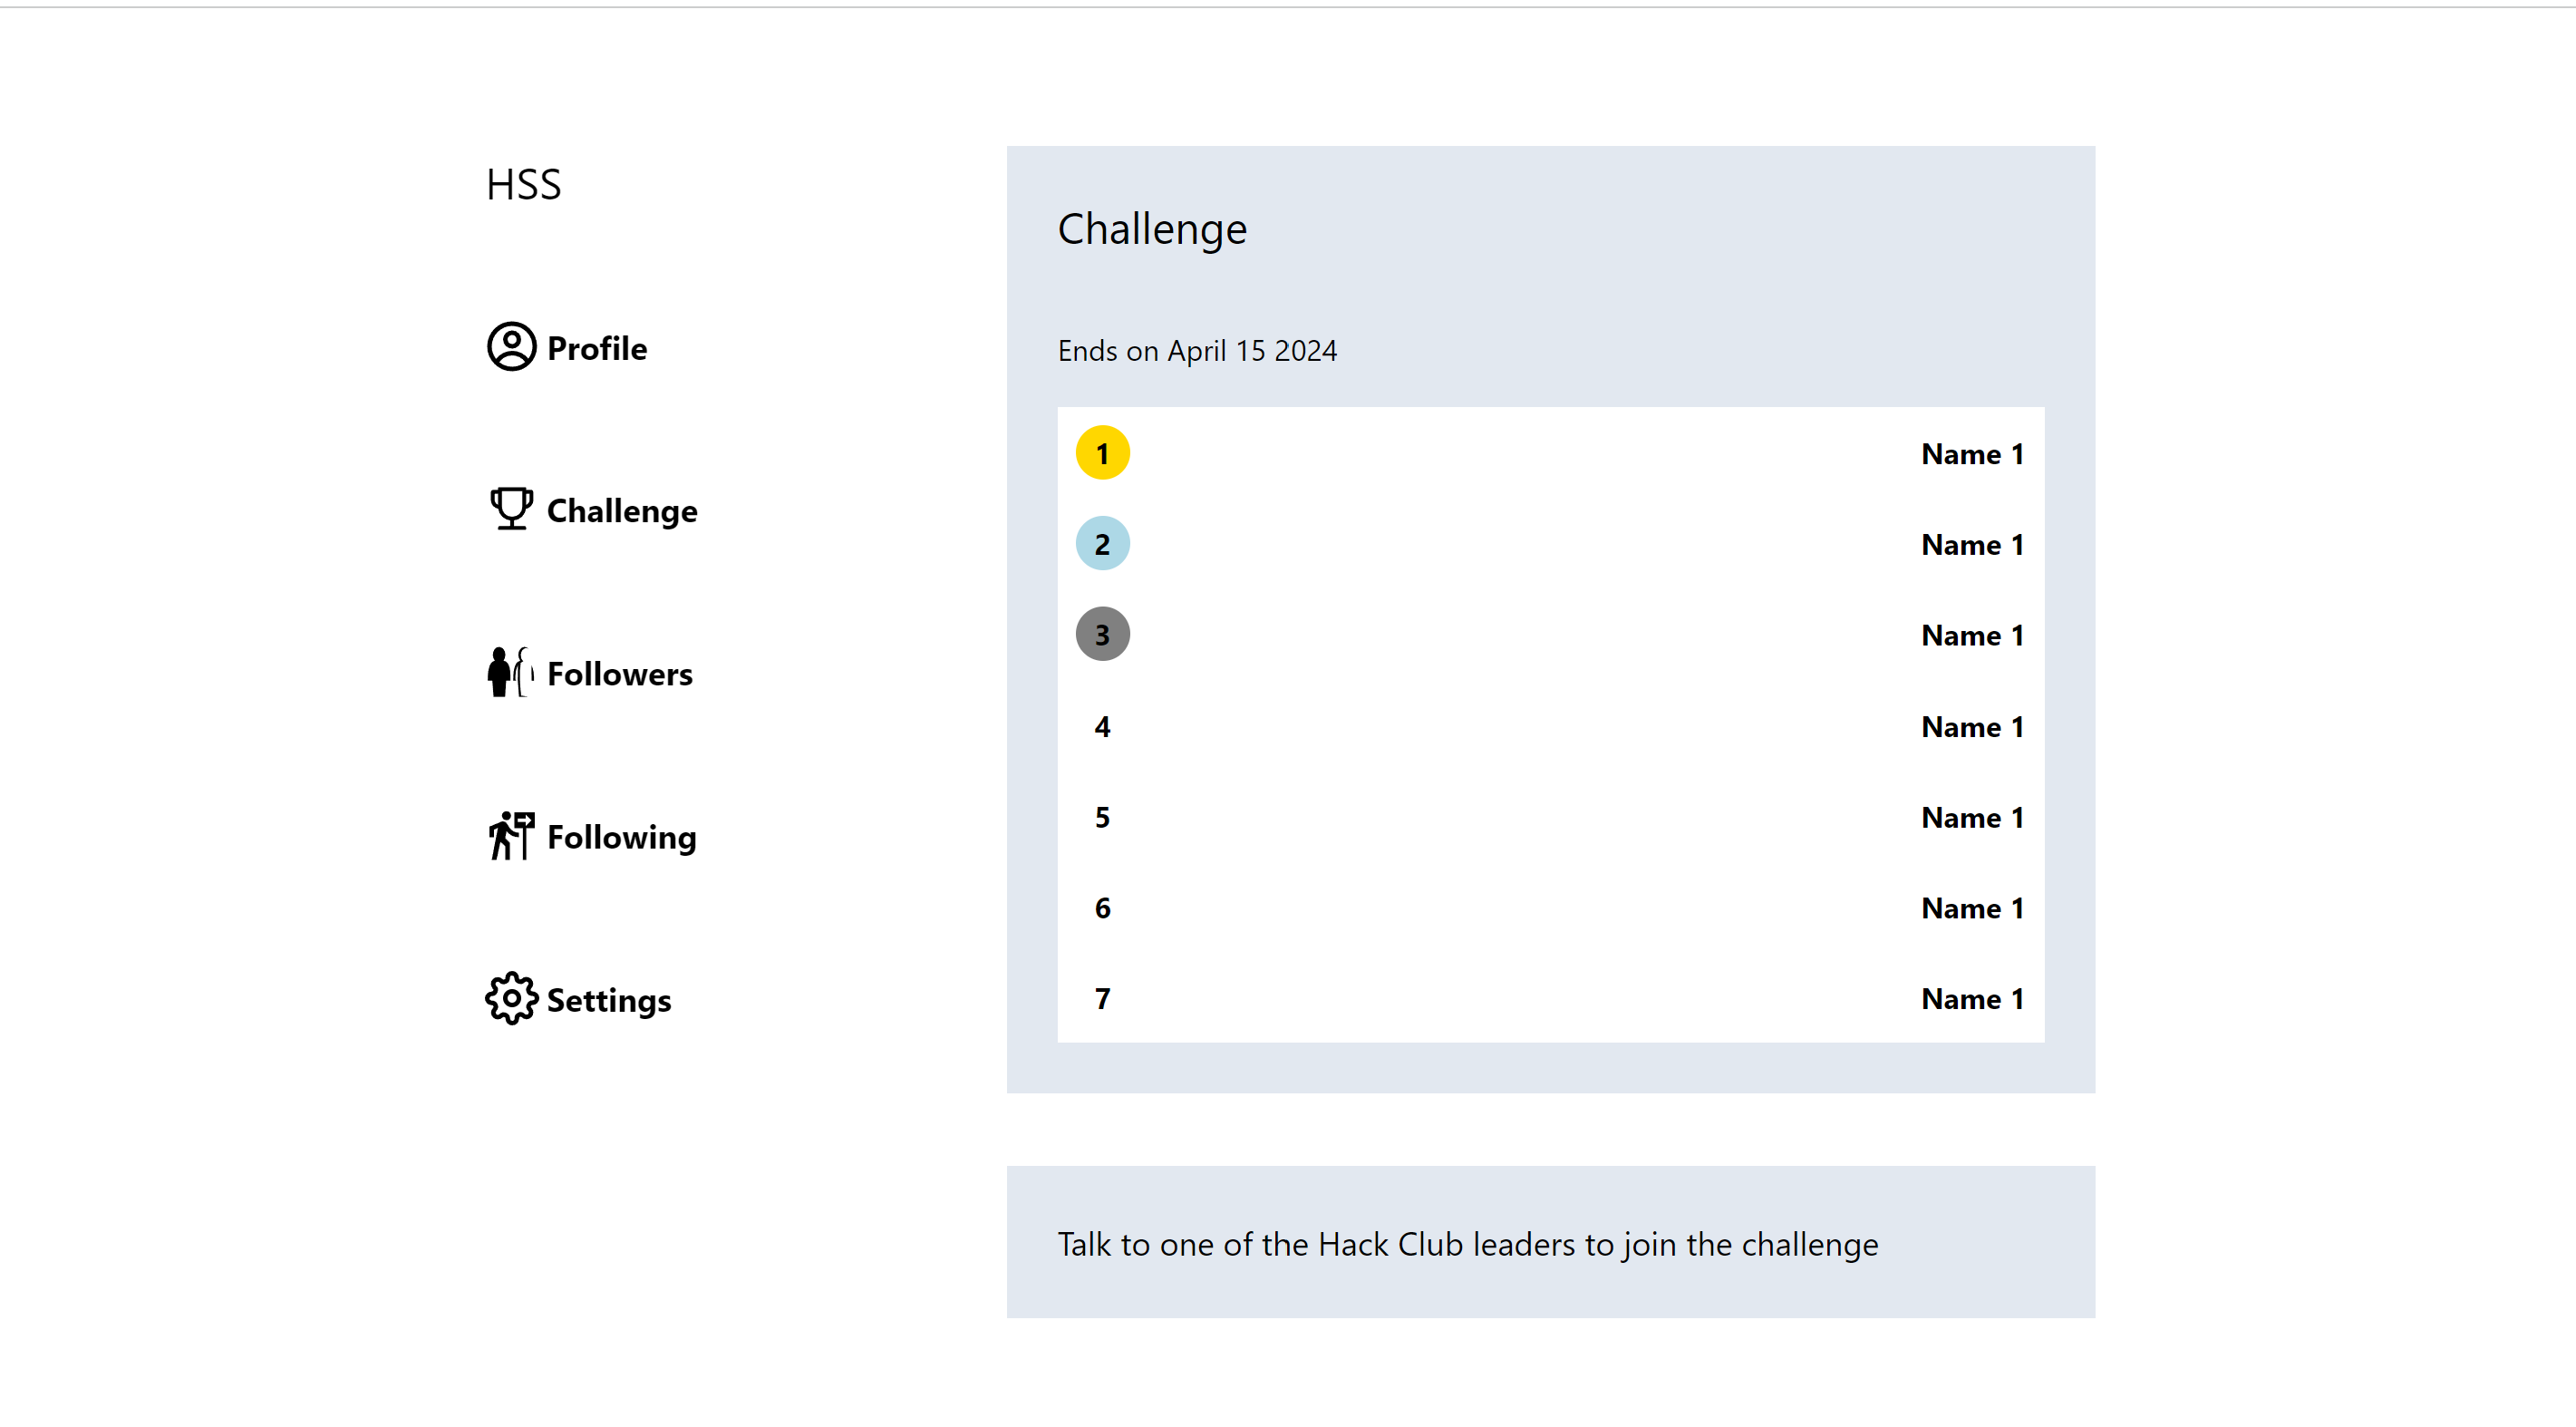 HSS
Profile
Challenge
Followers
Following
Settings
Challenge
Ends on April 15 2024
1 Name 1
2 Name 1
3 Name 1
4 Name 1
5 Name 1
6 Name 1
7 Name 1
Talk to one of the Hack Club leaders to join the challenge